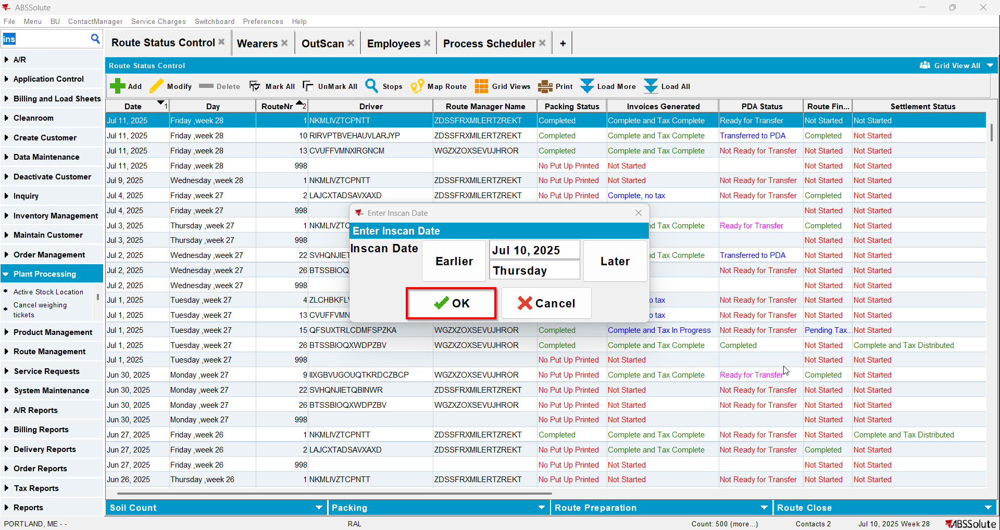 ABSSolute
File Menu BU ContactManager Service Charges Switchboard Preferences Help
ins
Route Status Control Wearers OutScan Employees Process Scheduler +
A/R
Application Control
Billing and Load Sheets
Cleanroom
Create Customer
Data Maintenance
Deactivate Customer
Inquiry
Inventory Management
Maintain Customer
Order Management
Plant Processing
Active Stock Location
Cancel weighing
tickets
Product Management
Route Management
Service Requests
System Maintenance
A/R Reports
Billing Reports
Delivery Reports
Order Reports
Tax Reports
Reports
Route Status Control Grid View All
Add Modify Delete Mark All UnMark All Stops Map Route Grid Views Print Load More Load All
Date 1 Day RouteNr 2 Driver Route Manager Name Packing Status Invoices Generated PDA Status Route Fin... Settlement Status
Jul 11, 2025 Friday ,week 28 1 NKMLIVZTCPNTT ZDSSFRXMILERTZREKT Completed Complete and Tax Complete Ready for Transfer Not Started Not Started
Jul 11, 2025 Friday ,week 28 10 RIRVPTBVEHAUVLARJYP ZDSSFRXMILERTZREKT Completed Complete and Tax Complete Transferred to PDA Completed Not Started
Jul 11, 2025 Friday ,week 28 13 CVUFFVMNXIRGNCM WGZXZOXSEVUJHROR Completed Complete and Tax Complete Not Ready for Transfer Not Started Not Started
Jul 11, 2025 Friday ,week 28 998 No Put Up Printed Not Started Not Started Not Started
Jul 9, 2025 Wednesday ,week 28 1 NKMLIVZTCPNTT ZDSSFRXMILERTZREKT No Put Up Printed Not Started Not Ready for Transfer Not Started Not Started
Jul 4, 2025 Friday ,week 27 2 LAJCXTADSAVXAXD ZDSSFRXMILERTZREKT No Put Up Printed Complete, no tax Not Ready for Transfer Completed Not Started
Jul 4, 2025 Friday ,week 27 998 Not Started Not Started
Jul 3, 2025 Thursday ,week 27 1 NKMLIVZTC d Tax Complete Ready for Transfer Completed Not Started
Jul 3, 2025 Thursday ,week 27 998 Not Started Not Started
Jul 2, 2025 Wednesday ,week 27 22 SVHQNJIET d Tax Complete Transferred to PDA Not Started Not Started
Jul 2, 2025 Wednesday ,week 27 26 BTSSBIOQ Not Ready for Transfer Not Started Not Started
Jul 2, 2025 Wednesday ,week 27 998 Not Started Not Started
Jul 1, 2025 Tuesday ,week 27 4 ZLCHBKFL o tax Not Ready for Transfer Not Started Not Started
Jul 1, 2025 Tuesday ,week 27 13 CVUFFVMN o tax Not Ready for Transfer Not Started Not Started
Jul 1, 2025 Tuesday ,week 27 15 QFSUXTRLCDMFSPZKA WGZXZOXSEVUJHROR Completed Complete and Tax In Progress Not Ready for Transfer Pending Tax... Not Started
Jul 1, 2025 Tuesday ,week 27 26 BTSSBIOQXWDPZBV WGZXZOXSEVUJHROR Completed Complete and Tax Complete Completed Not Started Complete and Tax Distributed
Jul 1, 2025 Tuesday ,week 27 998 No Put Up Printed Not Started Not Started Not Started
Jun 30, 2025 Monday ,week 27 9 IIXGBVUGOUQTKRDCZBCP WGZXZOXSEVUJHROR No Put Up Printed Complete and Tax Complete Ready for Transfer Completed Not Started
Jun 30, 2025 Monday ,week 27 22 SVHQNJIETQBINWR ZDSSFRXMILERTZREKT No Put Up Printed Not Started Not Ready for Transfer Not Started Not Started
Jun 30, 2025 Monday ,week 27 26 BTSSBIOQXWDPZBV WGZXZOXSEVUJHROR No Put Up Printed Not Started Not Ready for Transfer Not Started Not Started
Jun 30, 2025 Monday ,week 27 998 No Put Up Printed Not Started Not Started Not Started
Jun 27, 2025 Friday ,week 26 1 NKMLIVZTCPNTT ZDSSFRXMILERTZREKT Completed Complete and Tax Complete Not Ready for Transfer Not Started Complete and Tax Distributed
Jun 27, 2025 Friday ,week 26 2 LAJCXTADSAVXAXD ZDSSFRXMILERTZREKT No Put Up Printed Complete and Tax Complete Not Ready for Transfer Completed Not Started
Jun 27, 2025 Friday ,week 26 998 No Put Up Printed Not Started Not Started Not Started
Jun 26, 2025 Thursday ,week 26 1 NKMLIVZTCPNTT ZDSSFRXMILERTZREKT No Put Up Printed Not Started Not Ready for Transfer Not Started Not Started
Enter Inscan Date
Enter Inscan Date
Inscan Date Earlier Jul 10, 2025 Later
Thursday
OK Cancel
Soil Count Packing Route Preparation Route Close
PORTLAND, ME - - RAL Count: 500 (more...) Contacts 2 Jul 10, 2025 Week 28 ABSSolute